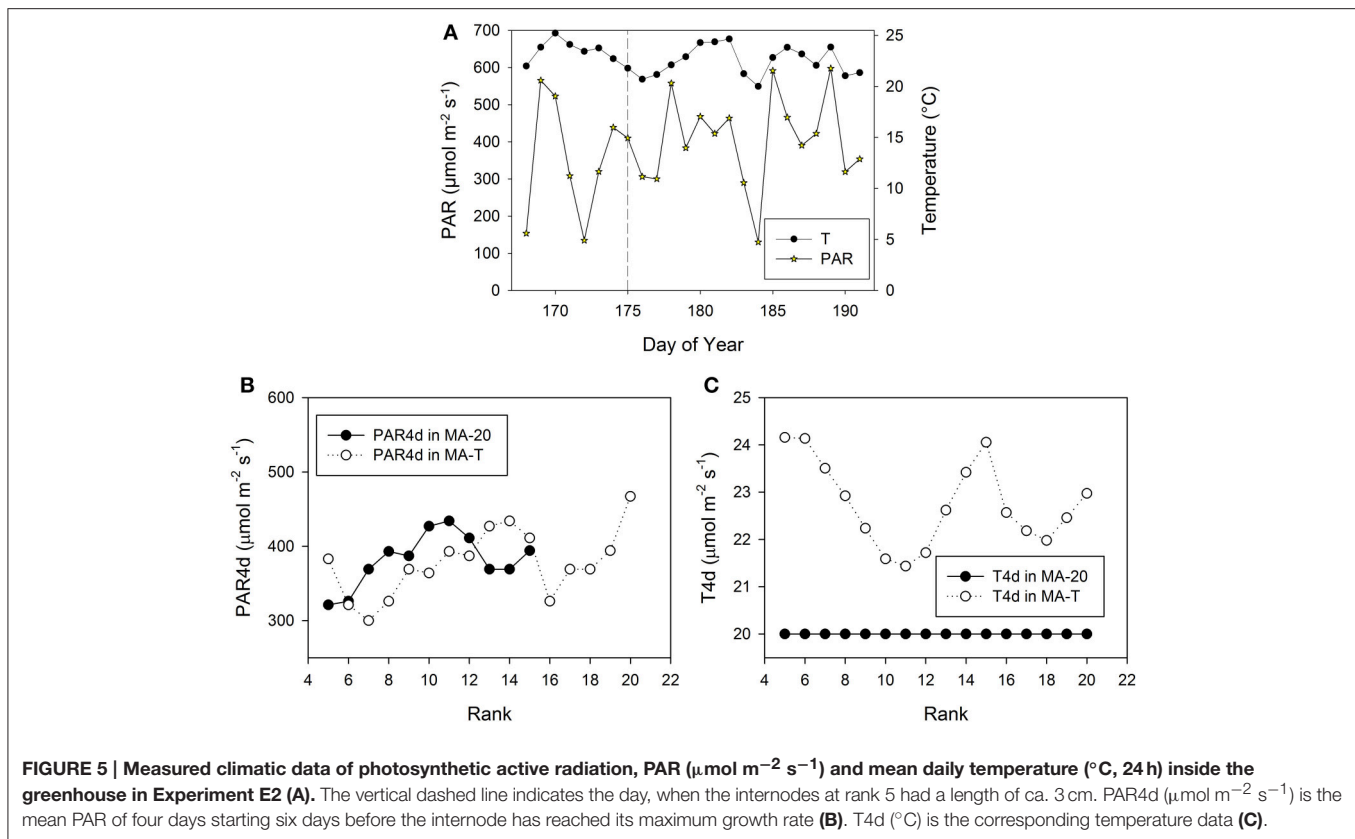 A
700
600
500
400
300
200
100
0
PAR (µmol m⁻² s⁻¹)
25
20
15
10
5
0
Temperature (°C)
T
PAR
170 175 180 185 190
Day of Year
B
600
500
400
300
PAR4d (µmol m⁻² s⁻¹)
PAR4d in MA-20
PAR4d in MA-T
4 6 8 10 12 14 16 18 20 22
Rank
C
25
24
23
22
21
20
T4d (µmol m⁻² s⁻¹)
T4d in MA-20
T4d in MA-T
4 6 8 10 12 14 16 18 20 22
Rank
FIGURE 5 | Measured climatic data of photosynthetic active radiation, PAR (μmol m−2 s−1) and mean daily temperature (°C, 24 h) inside the
greenhouse in Experiment E2 (A). The vertical dashed line indicates the day, when the internodes at rank 5 had a length of ca. 3 cm. PAR4d (μmol m−2 s−1) is the
mean PAR of four days starting six days before the internode has reached its maximum growth rate (B). T4d (°C) is the corresponding temperature data (C).